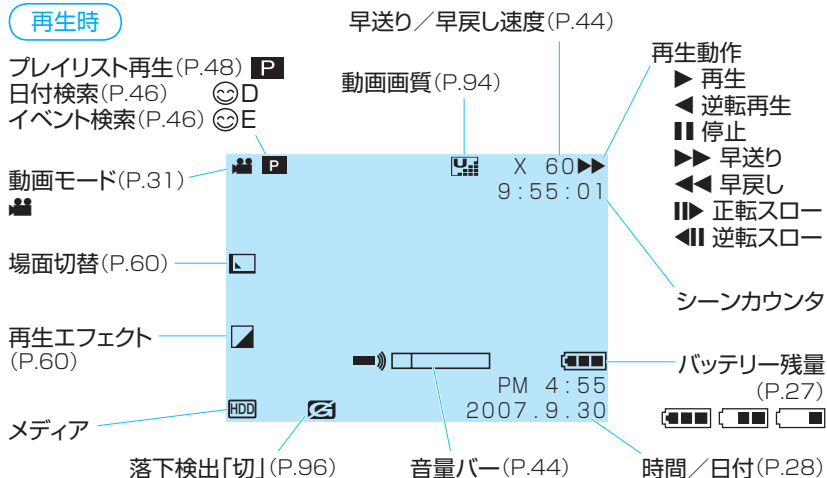 再生時
早送り／早戻し速度(P.44)
プレイリスト再生(P.48) P
日付検索(P.46) D
イベント検索(P.46) E
動画画質(P.94)
再生動作
▶ 再生
◀ 逆転再生
停止
▶▶ 早送り
◀◀ 早戻し
正転スロー
逆転スロー
動画モード(P.31)
P
X 60▶▶
9:55:01
場面切替(P.60)
シーンカウンタ
再生エフェクト
(P.60)
バッテリー残量
(P.27)
PM 4:55
2007.9.30
HDD
メディア
落下検出「切」(P.96)
音量バー(P.44)
時間／日付(P.28)